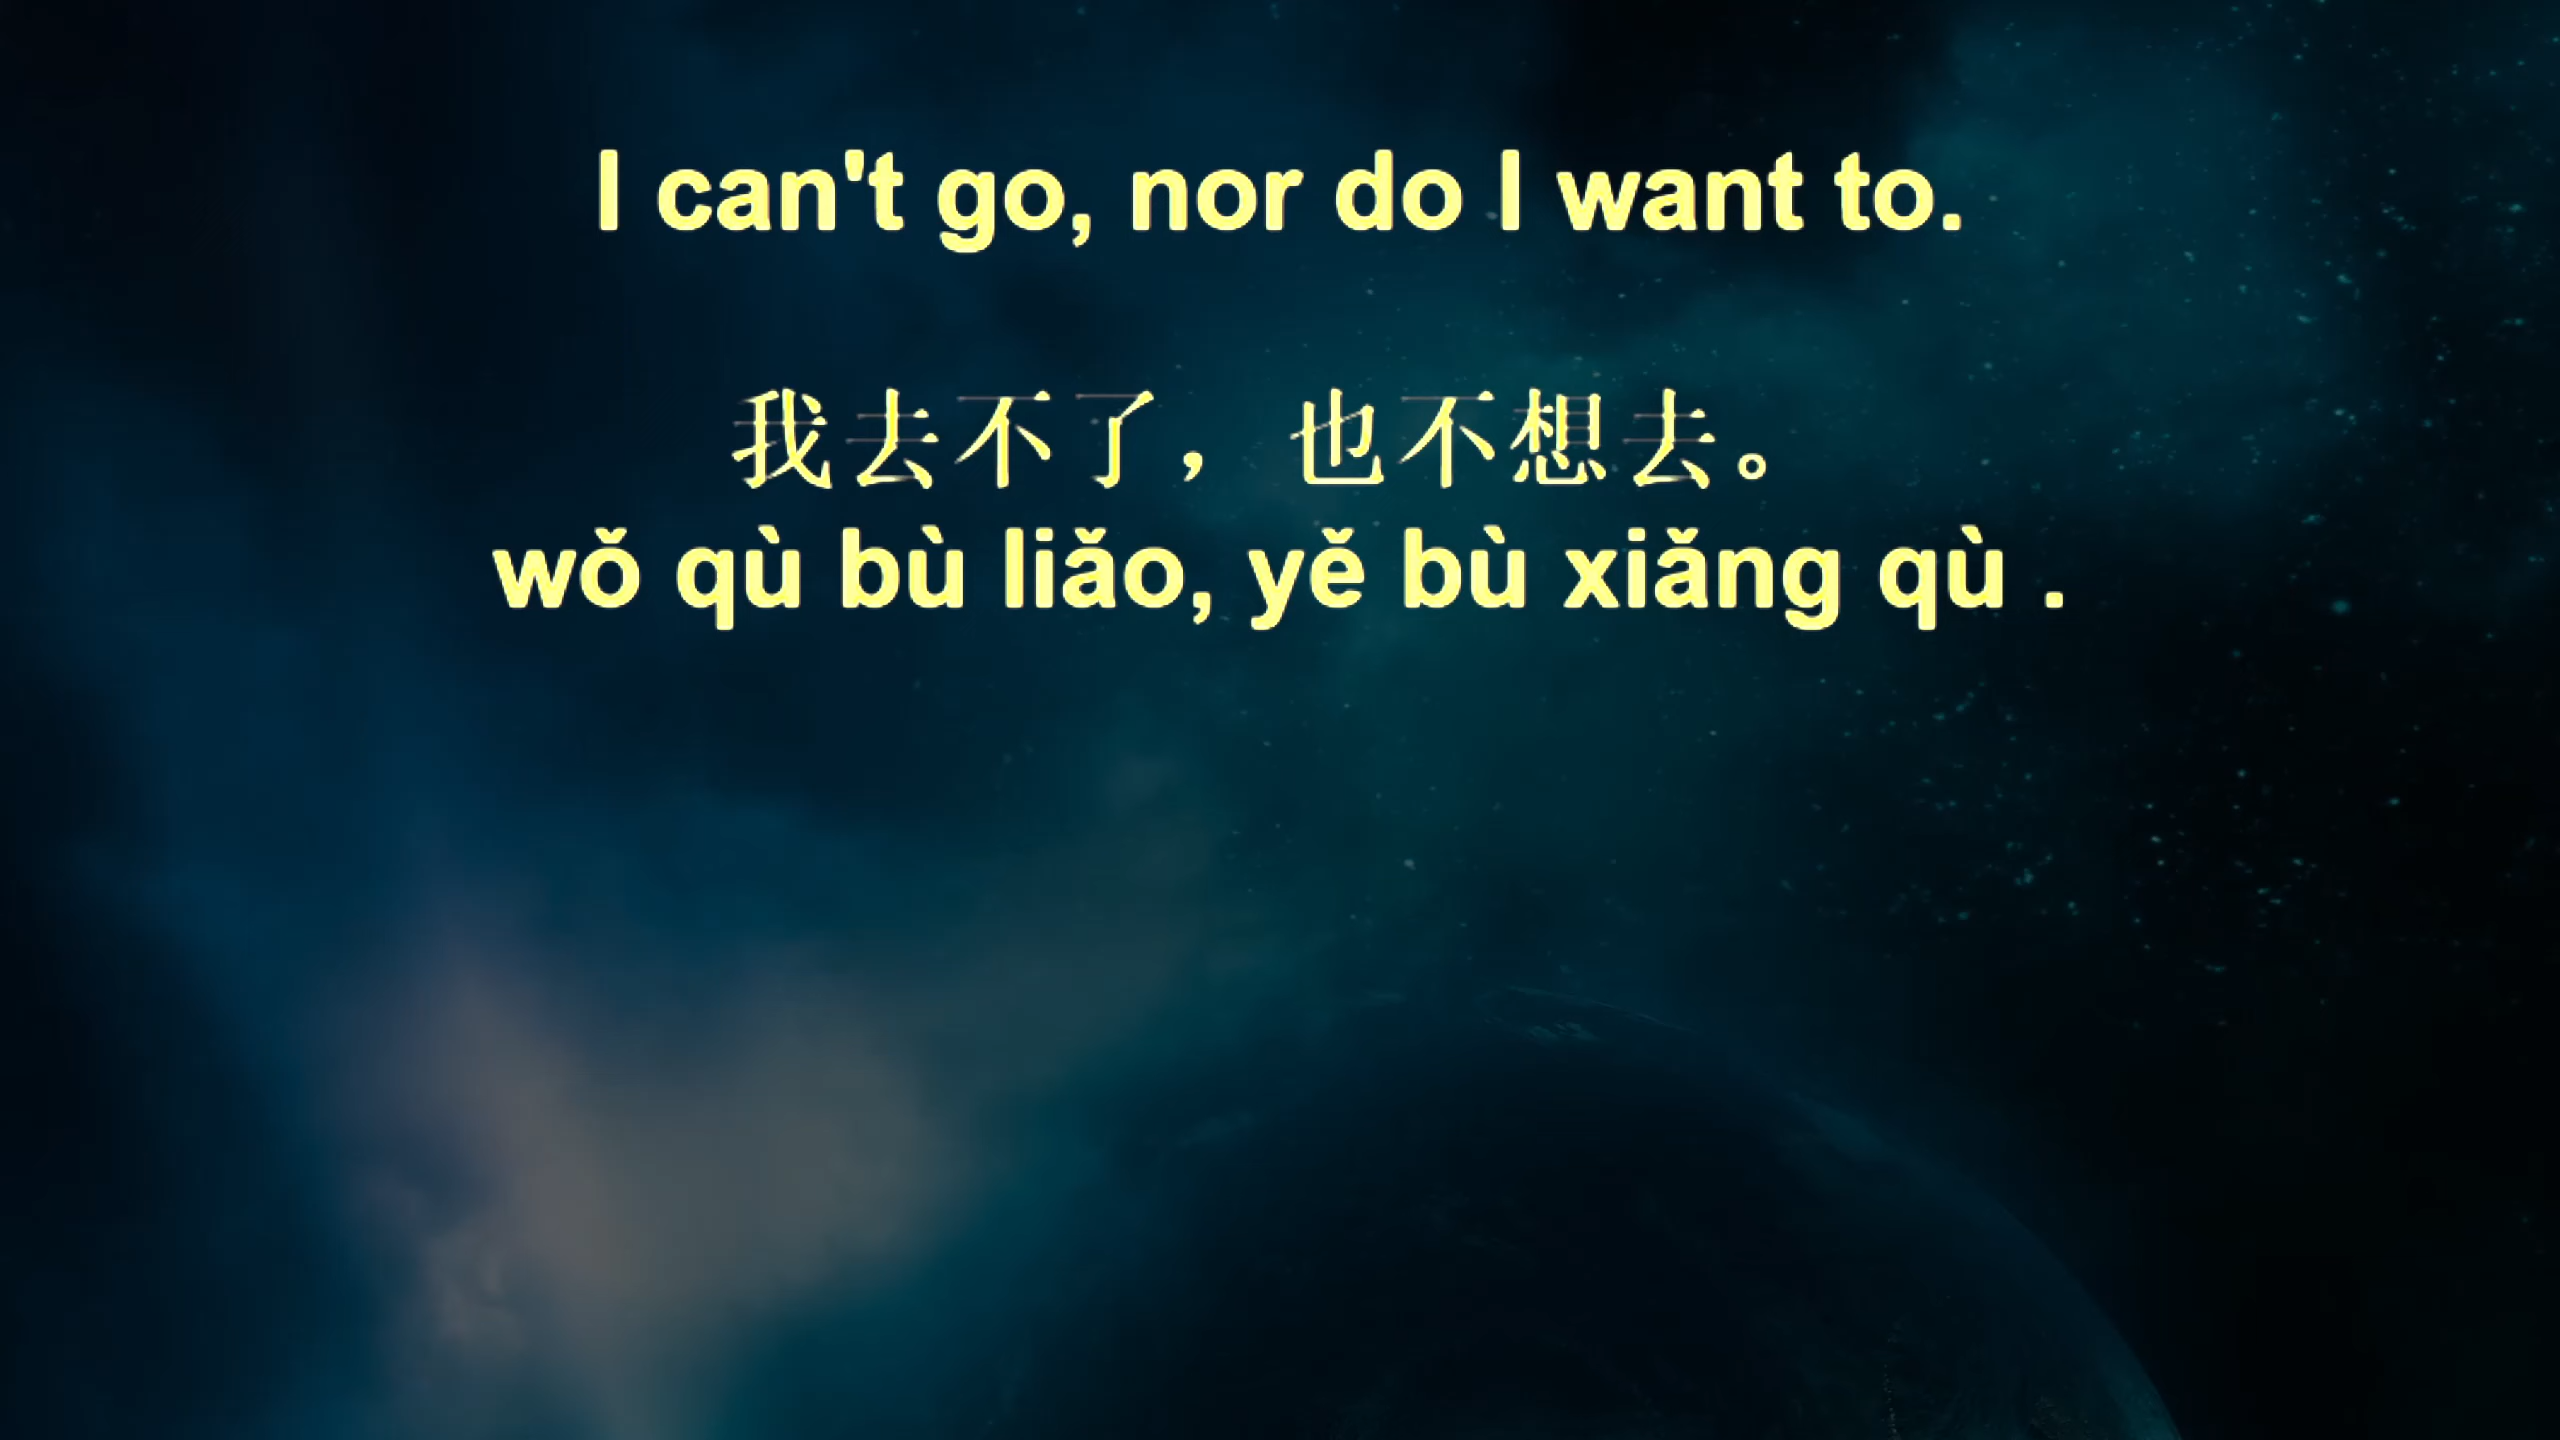 I can't go, nor do I want to.
我去不了，也不想去。
wǒ qù bù liǎo, yě bù xiǎng qù .